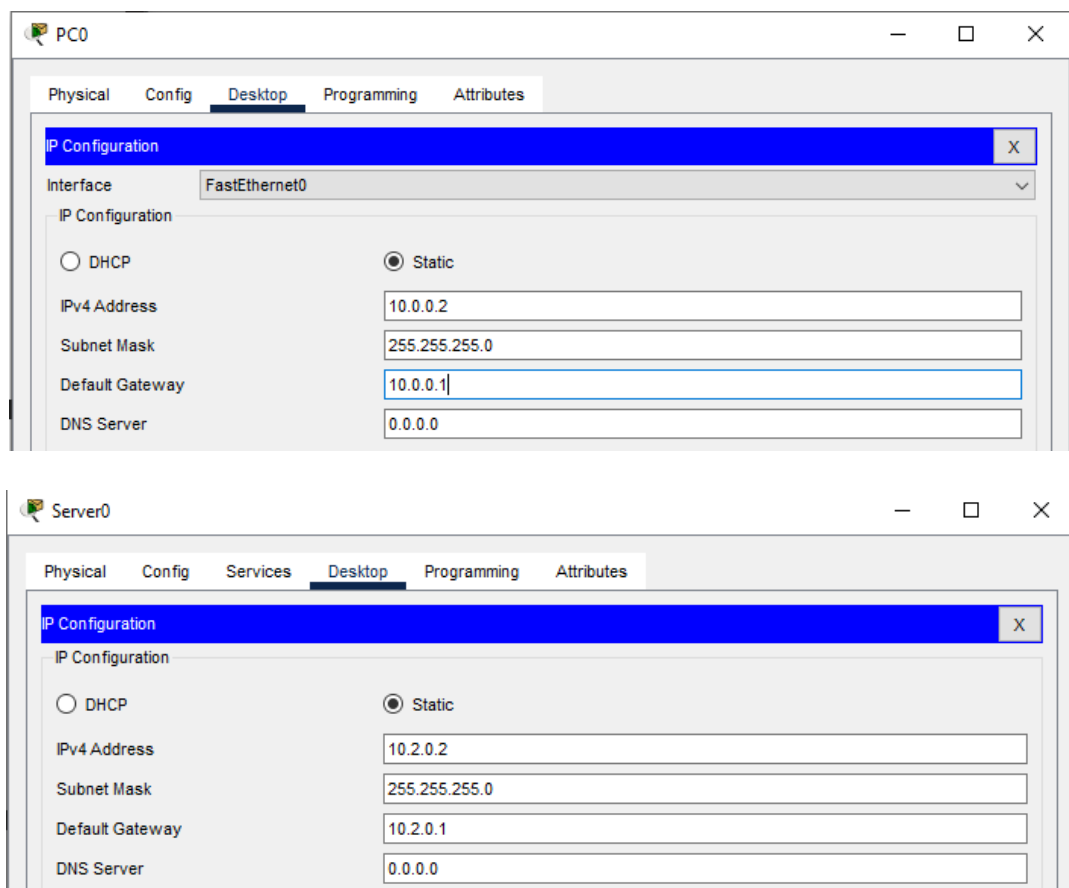 PC0
Physical Config Desktop Programming Attributes
IP Configuration X
Interface FastEthernet0
IP Configuration
DHCP Static
IPv4 Address 10.0.0.2
Subnet Mask 255.255.255.0
Default Gateway 10.0.0.1
DNS Server 0.0.0.0
Server0
Physical Config Services Desktop Programming Attributes
IP Configuration X
IP Configuration
DHCP Static
IPv4 Address 10.2.0.2
Subnet Mask 255.255.255.0
Default Gateway 10.2.0.1
DNS Server 0.0.0.0